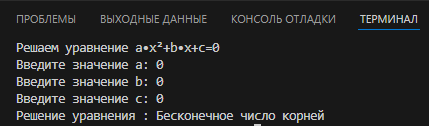 ПРОБЛЕМЫ ВЫХОДНЫЕ ДАННЫЕ КОНСОЛЬ ОТЛАДКИ ТЕРМИНАЛ
Решаем уравнение a•x²+b•x+c=0
Введите значение a: 0
Введите значение b: 0
Введите значение c: 0
Решение уравнения : Бесконечное число корней